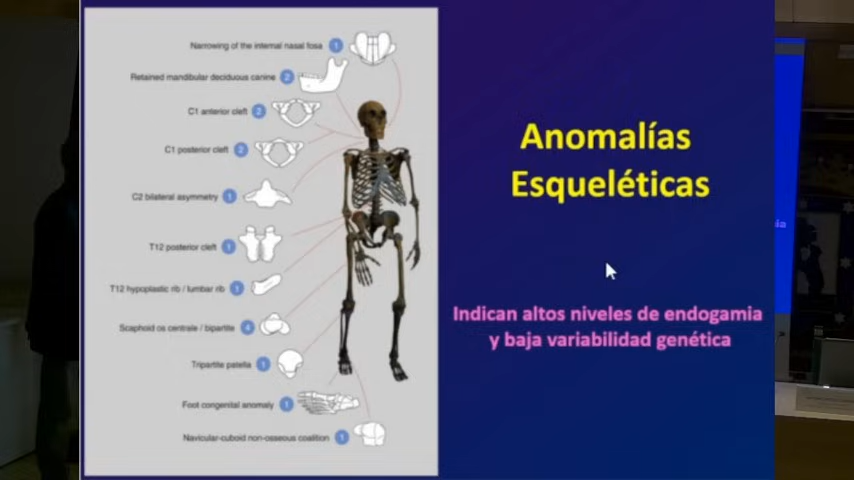 Narrowing of the internal nasal fosa 1
Retained mandibular deciduous canine 2
C1 anterior cleft 2
C1 posterior cleft 2
C2 bilateral asymmetry 1
T12 posterior cleft 1
T12 hypoplastic rib / lumbar rib 1
Scaphoid os centrale / bipartite 4
Tripartite patella 1
Foot congenital anomaly 1
Navicular-cuboid non-osseous coalition 1
Anomalías
Esqueléticas
Indican altos niveles de endogamia
y baja variabilidad genética